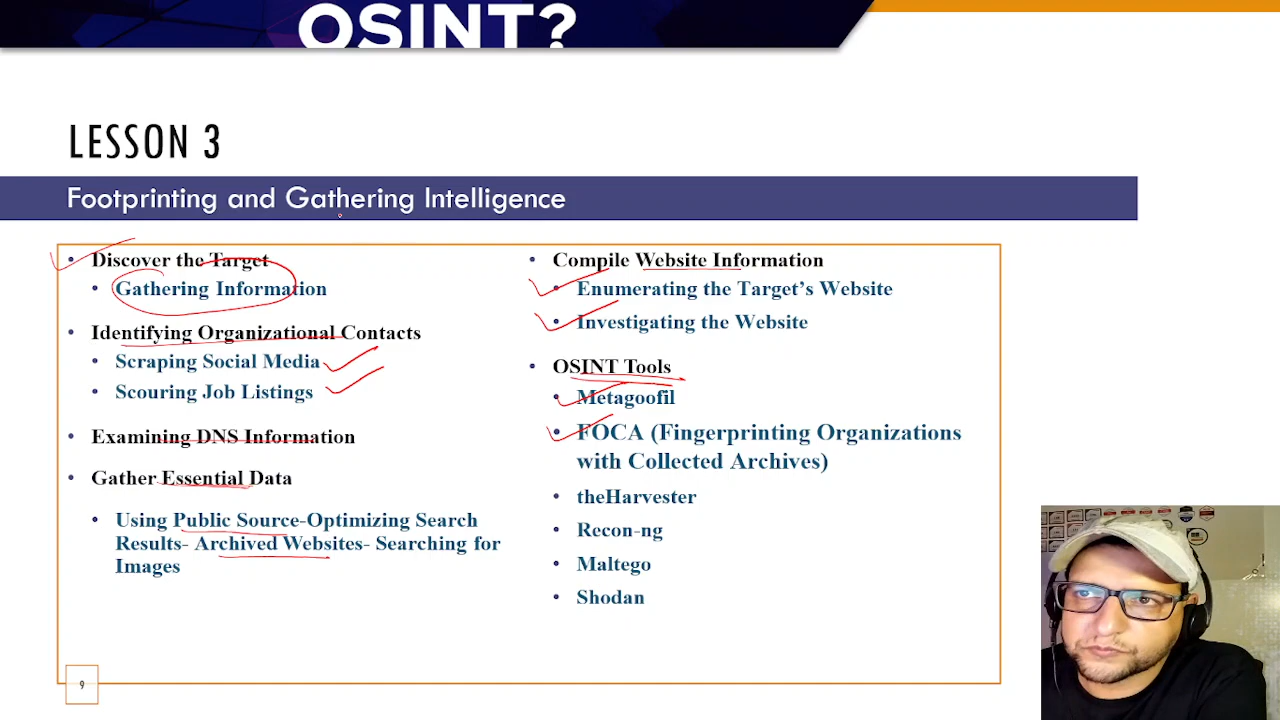 OSINT?
LESSON 3
Footprinting and Gathering Intelligence
• Discover the Target
• Gathering Information
• Identifying Organizational Contacts
• Scraping Social Media
• Scouring Job Listings
• Examining DNS Information
• Gather Essential Data
• Using Public Source-Optimizing Search
Results- Archived Websites- Searching for
Images
• Compile Website Information
• Enumerating the Target’s Website
• Investigating the Website
• OSINT Tools
• Metagoofil
• FOCA (Fingerprinting Organizations
with Collected Archives)
• theHarvester
• Recon-ng
• Maltego
• Shodan
9